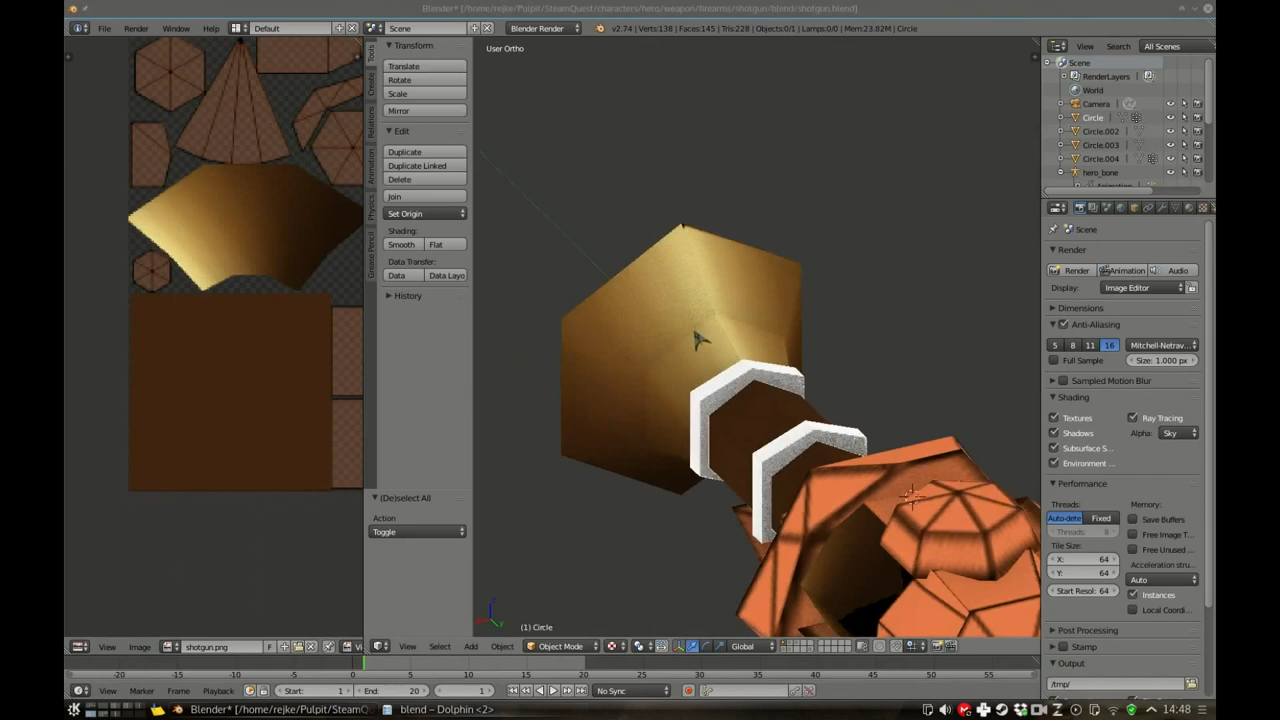 Blender* [/home/rejke/Pulpit/SteamQuest/characters/hero/weapon/firearms/shotgun/blend/shotgun.blend]
File Render Window Help Default Scene Blender Render v2.74 | Verts:138 | Faces:145 | Tris:228 | Objects:0/1 | Lamps:0/0 | Mem:23.82M | Circle
View Search All Scenes
Scene
RenderLayers
World
Camera
Circle
Circle.002
Circle.003
Circle.004
hero_bone
Tools
Create
Relations
Animation
Physics
Grease Pencil
Transform
Translate
Rotate
Scale
Mirror
Edit
Duplicate
Duplicate Linked
Delete
Join
Set Origin
Shading:
Smooth Flat
Data Transfer:
Data Data Layo
History
(De)select All
Action
Toggle
User Ortho
(1) Circle
Scene
Render
Render Animation Audio
Display: Image Editor
Dimensions
Anti-Aliasing
5 8 11 16 Mitchell-Netrav...
Full Sample Size: 1.000 px
Sampled Motion Blur
Shading
Textures Ray Tracing
Shadows Alpha: Sky
Subsurface S...
Environment ...
Performance
Threads: Memory:
Auto-dete Fixed Save Buffers
Threads: 8 Free Image T...
Tile Size: Free Unused ...
X: 64 Acceleration stru...
Y: 64 Auto
Start Resol: 64 Instances
Local Coordi...
Post Processing
Stamp
Output
/tmp/
View Image shotgun.png F Vi
View Select Add Object Object Mode Global
0 5 10 15 20 25 30 35 40 45 50 55
View Marker Frame Playback Start: 1 End: 20 1 No Sync
Blender* [/home/rejke/Pulpit/SteamQu blend – Dolphin <2> 14:48